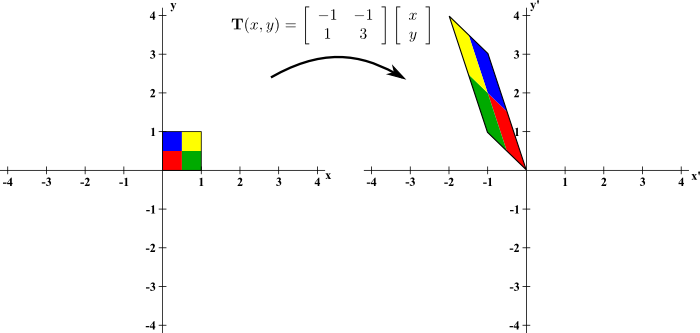 T(x, y) = [ −1 −1 ] [ x ]
[ 1 3 ] [ y ]
y
4
3
2
1
-4 -3 -2 -1 1 2 3 4 x
-1
-2
-3
-4
y'
4
3
2
1
-4 -3 -2 -1 1 2 3 4 x'
-1
-2
-3
-4